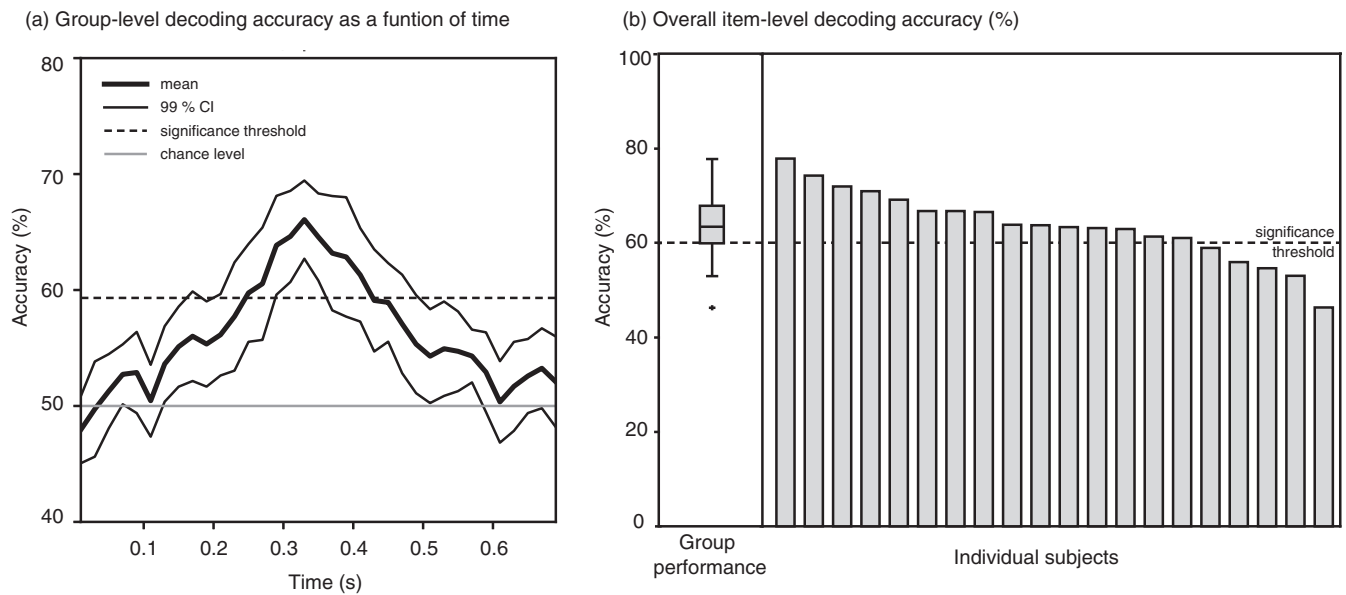 (a) Group-level decoding accuracy as a funtion of time
80
70
60
50
40
Accuracy (%)
mean
99 % CI
significance threshold
chance level
0.1 0.2 0.3 0.4 0.5 0.6
Time (s)
(b) Overall item-level decoding accuracy (%)
100
80
60
40
20
0
Accuracy (%)
significance
threshold
Group
performance
Individual subjects